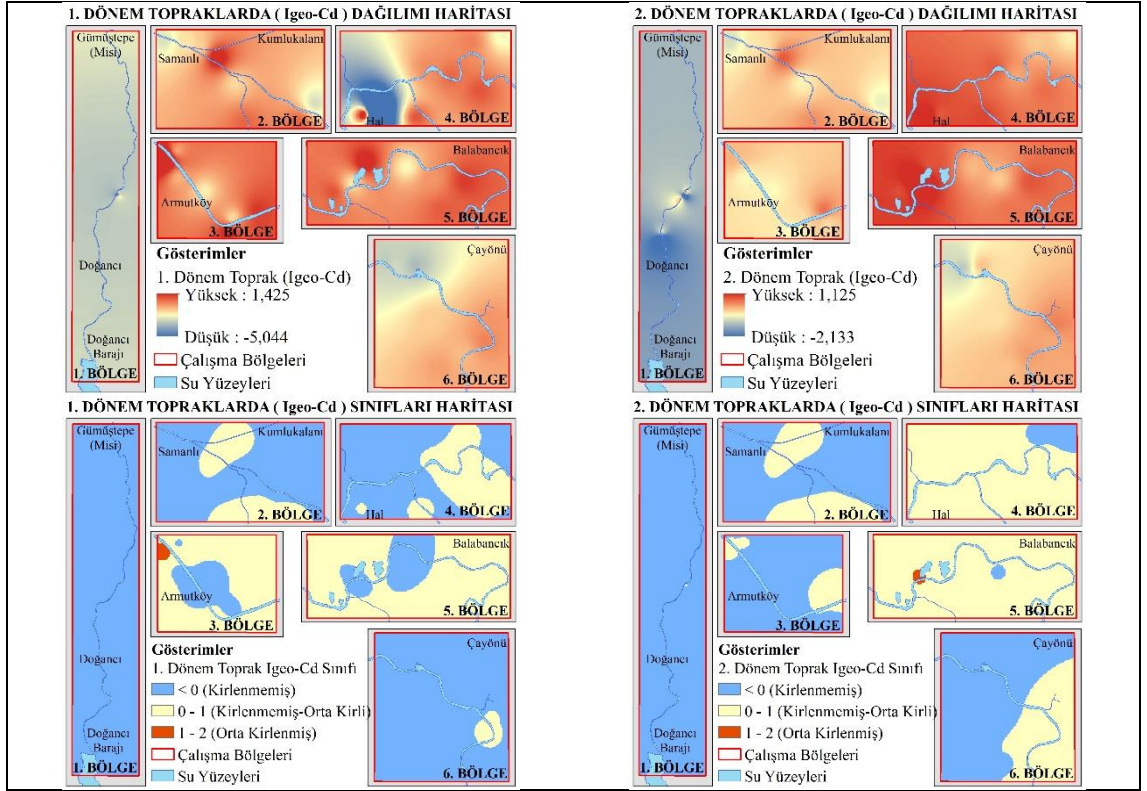 1. DÖNEM TOPRAKLARDA ( Igeo-Cd ) DAĞILIMI HARİTASI
Gümüştepe
(Misi)
Samanlı
Kumlukalanı
2. BÖLGE
Hal
4. BÖLGE
Armutköy
3. BÖLGE
Balabancık
5. BÖLGE
Doğancı
Doğancı
Barajı
1. BÖLGE
Çayönü
6. BÖLGE
Gösterimler
1. Dönem Toprak (Igeo-Cd)
Yüksek : 1,425
Düşük : -5,044
Çalışma Bölgeleri
Su Yüzeyleri
2. DÖNEM TOPRAKLARDA ( Igeo-Cd ) DAĞILIMI HARİTASI
Gümüştepe
(Misi)
Samanlı
Kumlukalanı
2. BÖLGE
Hal
4. BÖLGE
Armutköy
3. BÖLGE
Balabancık
5. BÖLGE
Doğancı
Doğancı
Barajı
1. BÖLGE
Çayönü
6. BÖLGE
Gösterimler
2. Dönem Toprak (Igeo-Cd)
Yüksek : 1,125
Düşük : -2,133
Çalışma Bölgeleri
Su Yüzeyleri
1. DÖNEM TOPRAKLARDA ( Igeo-Cd ) SINIFLARI HARİTASI
Gümüştepe
(Misi)
Samanlı
Kumlukalanı
2. BÖLGE
Hal
4. BÖLGE
Armutköy
3. BÖLGE
Balabancık
5. BÖLGE
Doğancı
Doğancı
Barajı
1. BÖLGE
Çayönü
6. BÖLGE
Gösterimler
1. Dönem Toprak Igeo-Cd Sınıfı
< 0 (Kirlenmemiş)
0 - 1 (Kirlenmemiş-Orta Kirli)
1 - 2 (Orta Kirlenmiş)
Çalışma Bölgeleri
Su Yüzeyleri
2. DÖNEM TOPRAKLARDA ( Igeo-Cd ) SINIFLARI HARİTASI
Gümüştepe
(Misi)
Samanlı
Kumlukalanı
2. BÖLGE
Hal
4. BÖLGE
Armutköy
3. BÖLGE
Balabancık
5. BÖLGE
Doğancı
Doğancı
Barajı
1. BÖLGE
Çayönü
6. BÖLGE
Gösterimler
2. Dönem Toprak Igeo-Cd Sınıfı
< 0 (Kirlenmemiş)
0 - 1 (Kirlenmemiş-Orta Kirli)
1 - 2 (Orta Kirlenmiş)
Çalışma Bölgeleri
Su Yüzeyleri